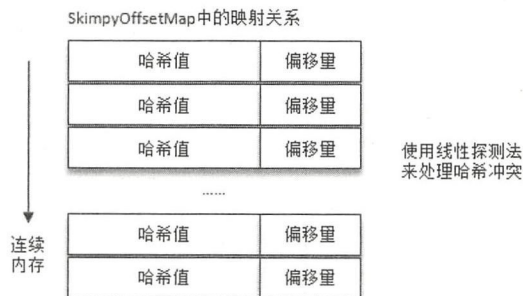 SkimpyOffsetMap中的映射关系
哈希值 偏移量
哈希值 偏移量
哈希值 偏移量
使用线性探测法
来处理哈希冲突
……
哈希值 偏移量
哈希值 偏移量
连续
内存